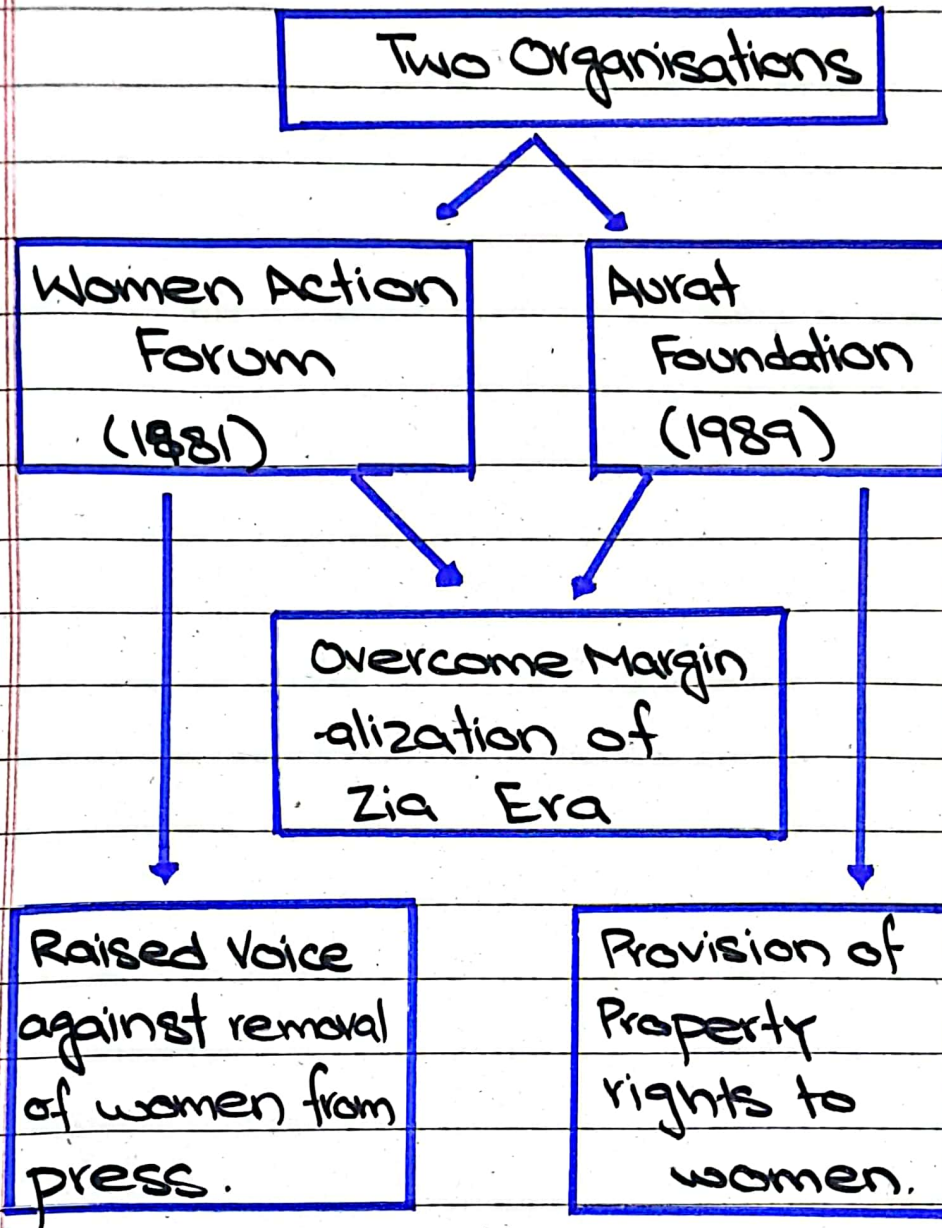 Two Organisations
Women Action
Forum
(1981)
Aurat
Foundation
(1989)
Overcome Margin
-alization of
Zia Era
Raised Voice
against removal
of women from
press.
Provision of
Property
rights to
women.